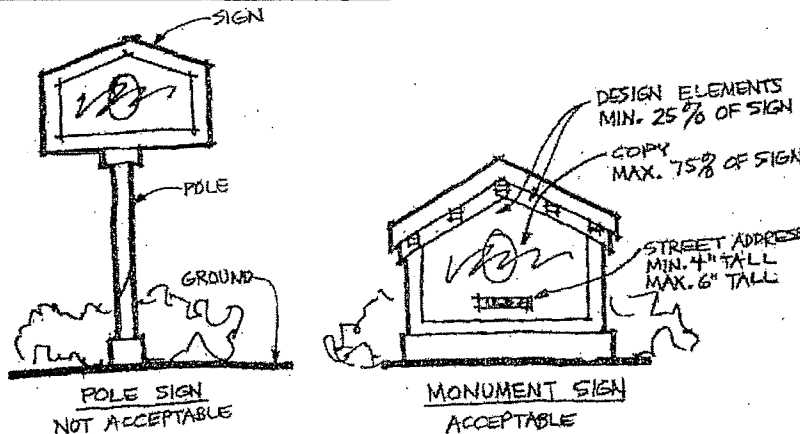 SIGN
POLE
GROUND
POLE SIGN
NOT ACCEPTABLE
DESIGN ELEMENTS
MIN. 25% OF SIGN
COPY
MAX. 75% OF SIGN
STREET ADDRESS
MIN. 4" TALL
MAX. 6" TALL
MONUMENT SIGN
ACCEPTABLE